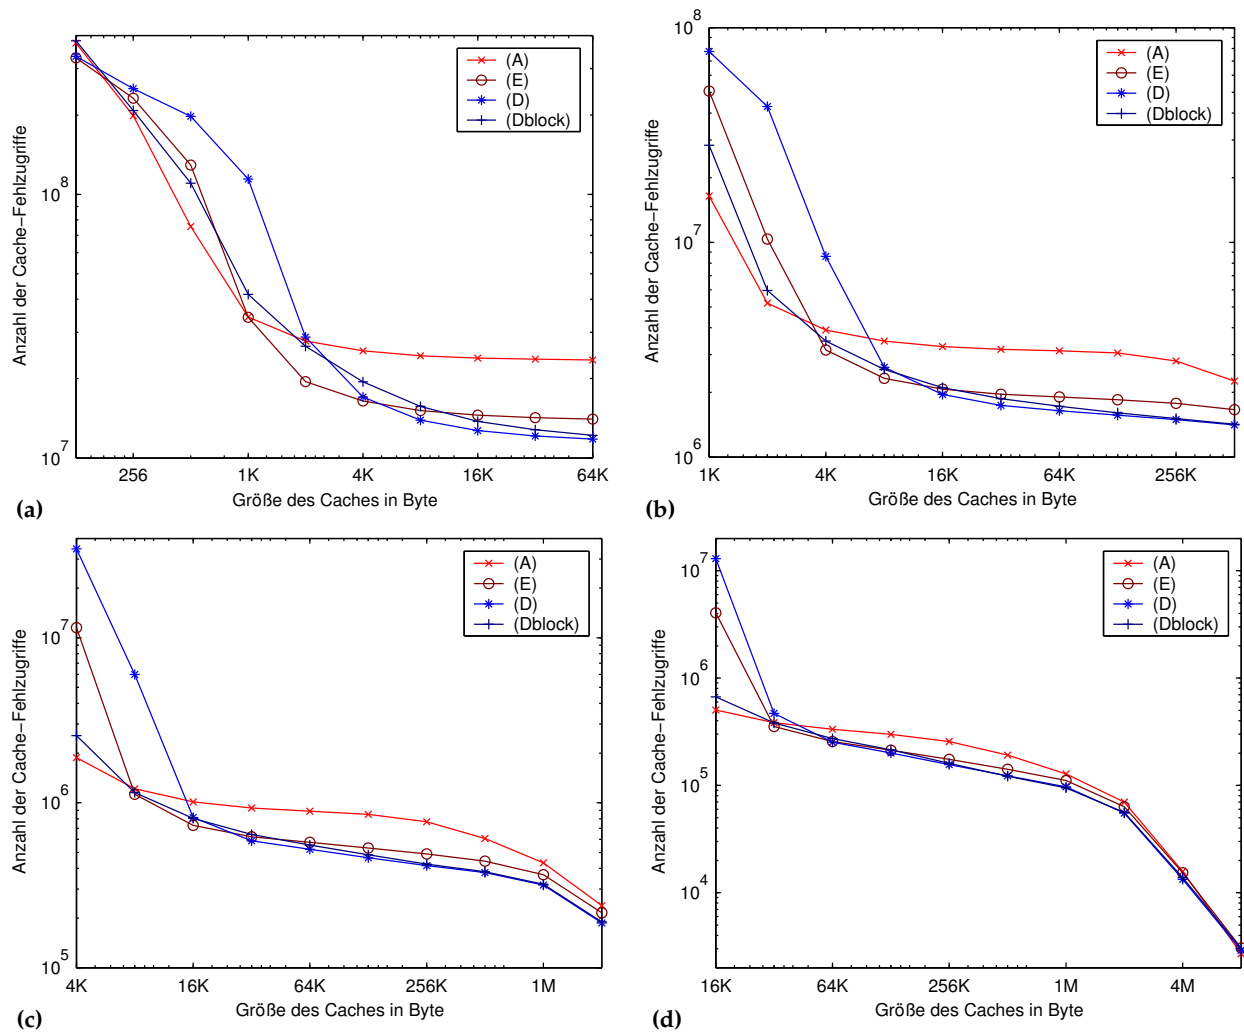 (A)
(E)
(D)
(Dblock)
Anzahl der Cache-Fehlzugriffe
10^8
10^7
256 1K 4K 16K 64K
Größe des Caches in Byte
(a)
(A)
(E)
(D)
(Dblock)
Anzahl der Cache-Fehlzugriffe
10^8
10^7
10^6
1K 4K 16K 64K 256K
Größe des Caches in Byte
(b)
(A)
(E)
(D)
(Dblock)
Anzahl der Cache-Fehlzugriffe
10^7
10^6
10^5
4K 16K 64K 256K 1M
Größe des Caches in Byte
(c)
(A)
(E)
(D)
(Dblock)
Anzahl der Cache-Fehlzugriffe
10^7
10^6
10^5
10^4
16K 64K 256K 1M 4M
Größe des Caches in Byte
(d)